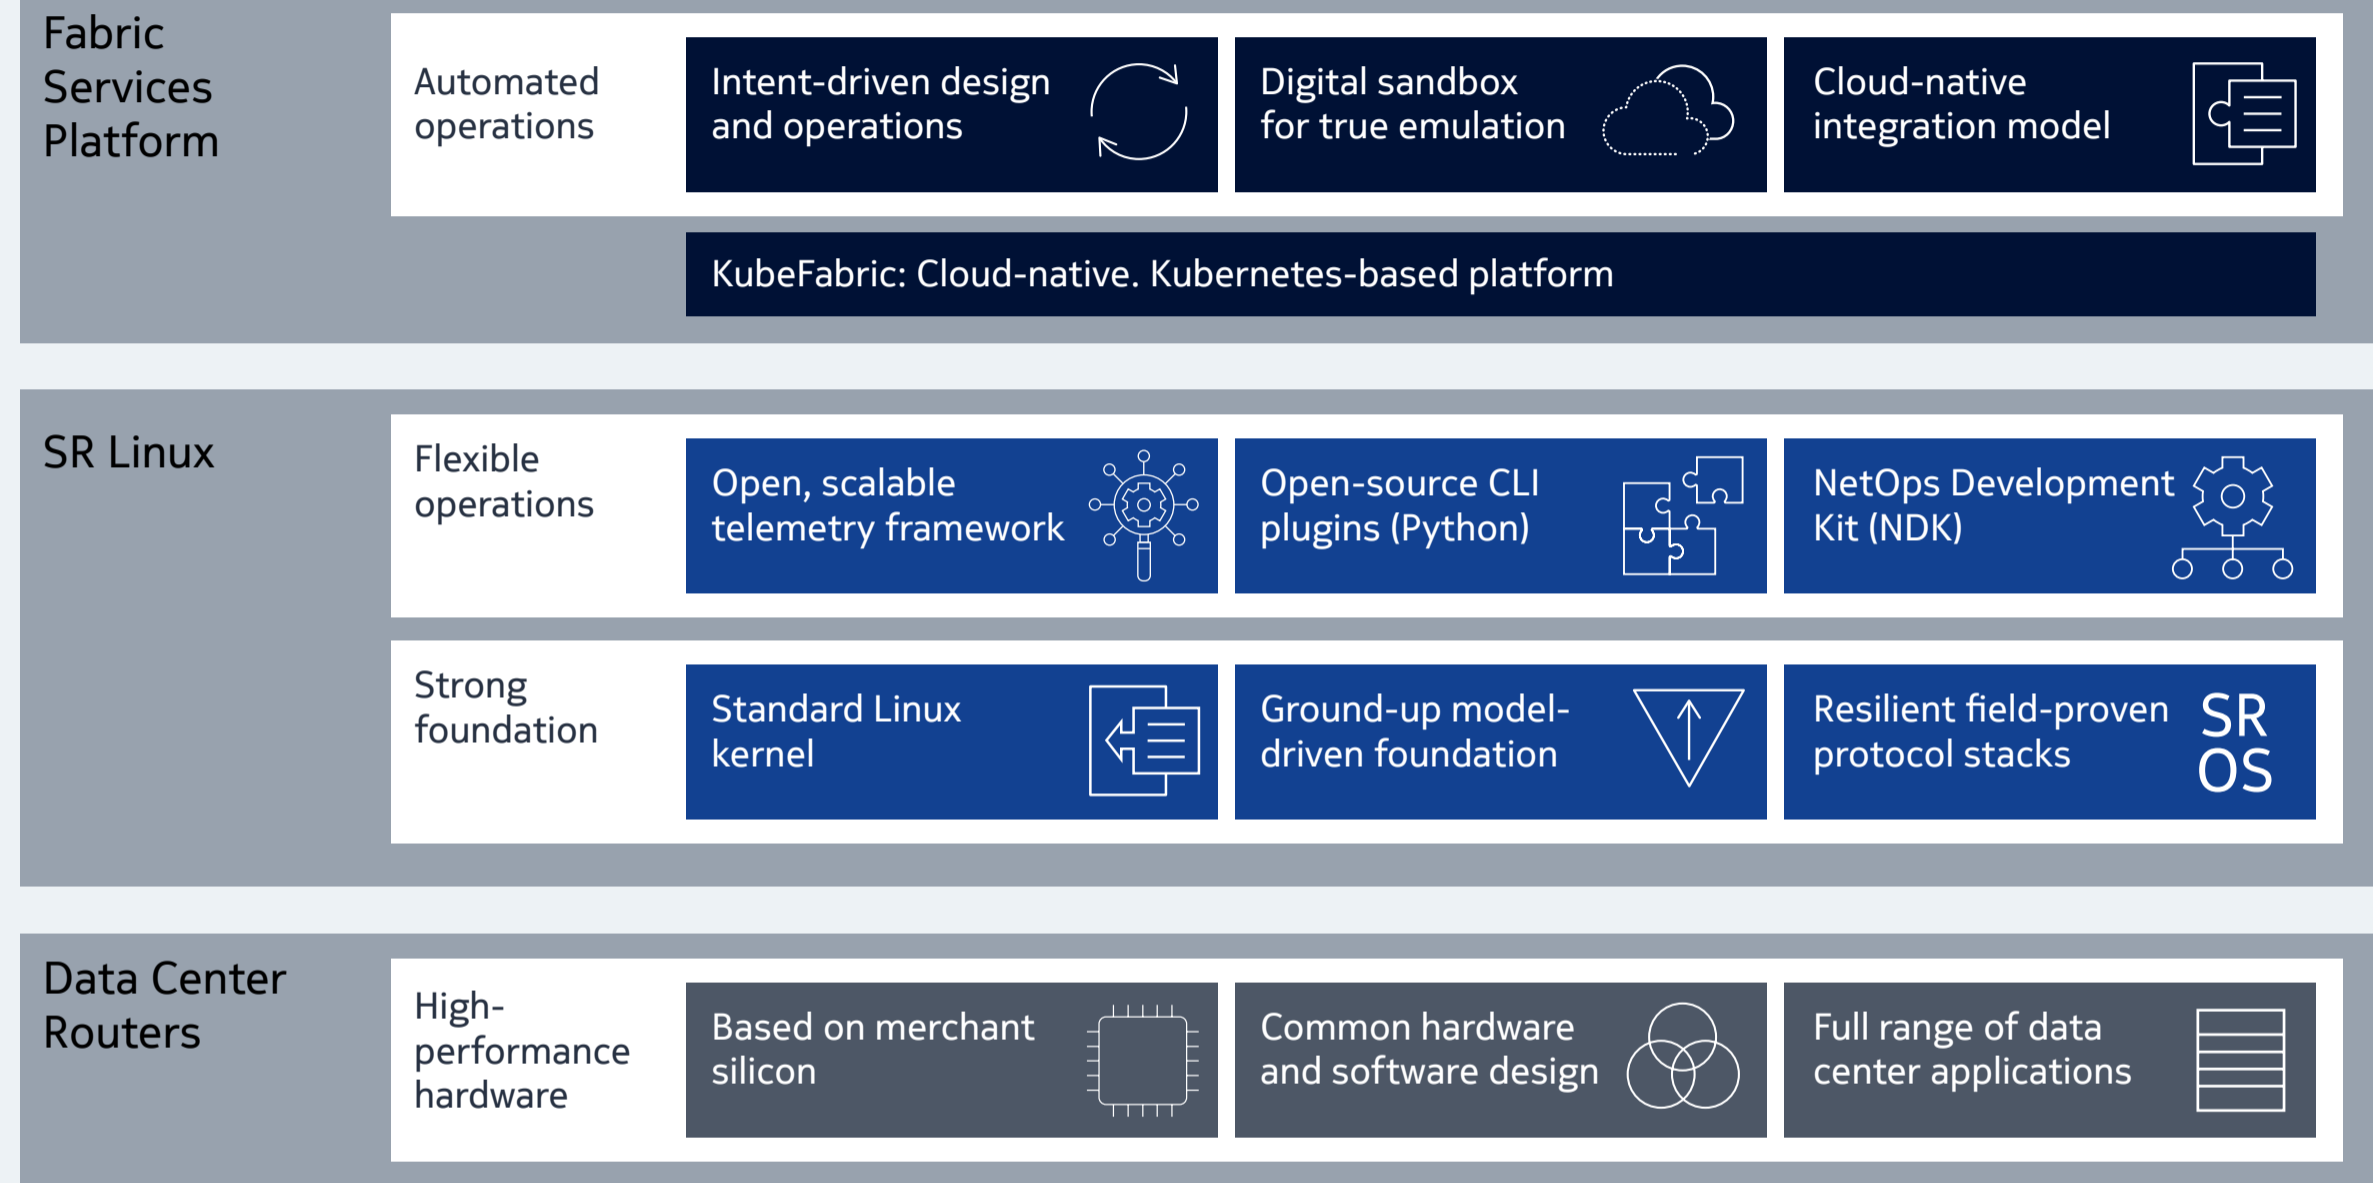 Fabric
Services
Platform
Automated
operations
Intent-driven design
and operations
Digital sandbox
for true emulation
Cloud-native
integration model
KubeFabric: Cloud-native. Kubernetes-based platform
SR Linux
Flexible
operations
Open, scalable
telemetry framework
Open-source CLI
plugins (Python)
NetOps Development
Kit (NDK)
Strong
foundation
Standard Linux
kernel
Ground-up model-
driven foundation
Resilient field-proven
protocol stacks
SR
OS
Data Center
Routers
High-
performance
hardware
Based on merchant
silicon
Common hardware
and software design
Full range of data
center applications